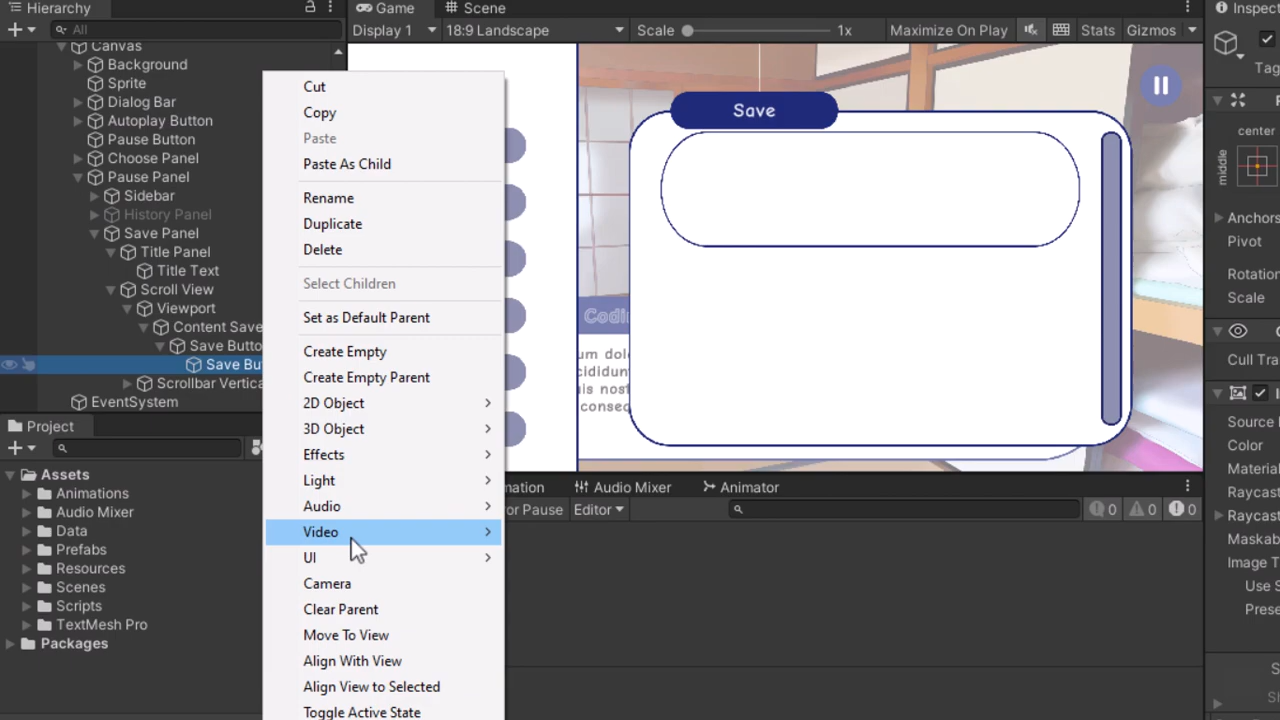 Hierarchy
All
Canvas
Background
Sprite
Dialog Bar
Autoplay Button
Pause Button
Choose Panel
Pause Panel
Sidebar
History Panel
Save Panel
Title Panel
Title Text
Scroll View
Viewport
Content Save
Save Butto
Save Bu
Scrollbar Vertica
EventSystem
Project
Assets
Animations
Audio Mixer
Data
Prefabs
Resources
Scenes
Scripts
TextMesh Pro
Packages
Cut
Copy
Paste
Paste As Child
Rename
Duplicate
Delete
Select Children
Set as Default Parent
Create Empty
Create Empty Parent
2D Object
3D Object
Effects
Light
Audio
Video
UI
Camera
Clear Parent
Move To View
Align With View
Align View to Selected
Toggle Active State
Game Scene
Display 1 18:9 Landscape Scale 1x Maximize On Play Stats Gizmos
Save
Codin
um dol
cididun
uis nost
conseq
mation Audio Mixer Animator
or Pause Editor 0 0 0
Inspect
Tag
center
middle
Anchors
Pivot
Rotation
Scale
Cull Tra
Source
Color
Material
Raycas
Raycas
Maskab
Image T
Use S
Prese